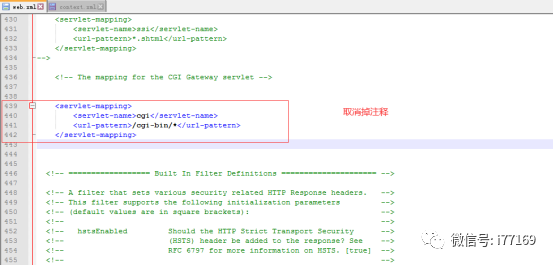 web.xml context.xml
430 <servlet-mapping>
431 <servlet-name>ssi</servlet-name>
432 <url-pattern>*.shtml</url-pattern>
433 </servlet-mapping>
434 -->
435
436 <!-- The mapping for the CGI Gateway servlet -->
437
438
439 <servlet-mapping>
440 <servlet-name>cgi</servlet-name>
441 <url-pattern>/cgi-bin/*</url-pattern>
442 </servlet-mapping>
取消掉注释
443
444
445
446 <!-- ================== Built In Filter Definitions ===================== -->
447
448 <!-- A filter that sets various security related HTTP Response headers. -->
449 <!-- This filter supports the following initialization parameters -->
450 <!-- (default values are in square brackets): -->
451 <!-- -->
452 <!-- hstsEnabled Should the HTTP Strict Transport Security -->
453 <!-- (HSTS) header be added to the response? See -->
454 <!-- RFC 6797 for more information on HSTS. [true] -->
455 <!-- -->
微信号: i77169